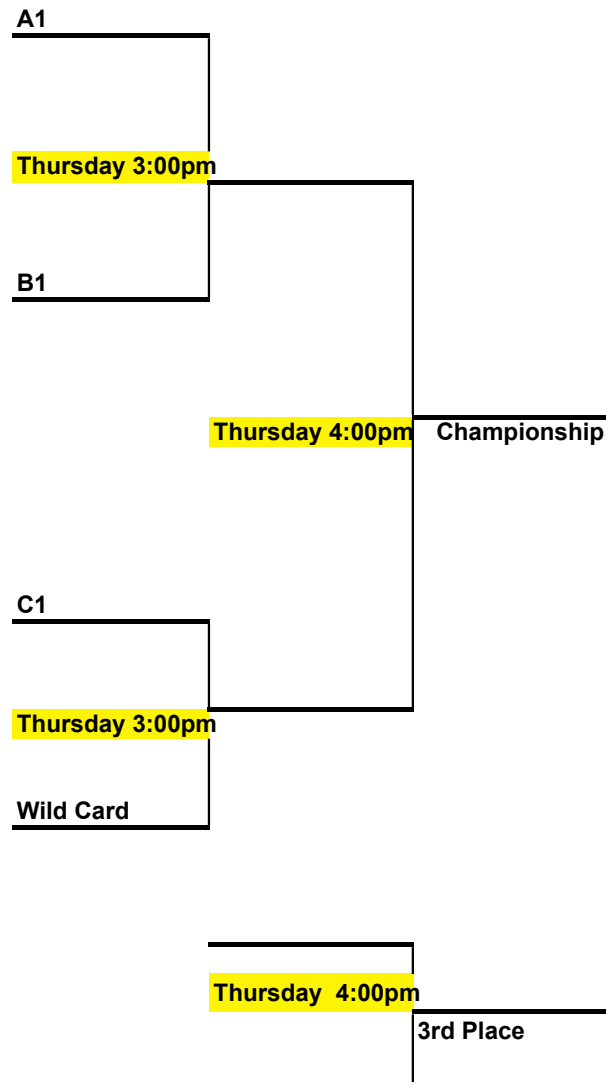 A1
Thursday 3:00pm
B1
Thursday 4:00pm
Championship
C1
Thursday 3:00pm
Wild Card
Thursday  4:00pm
3rd Place